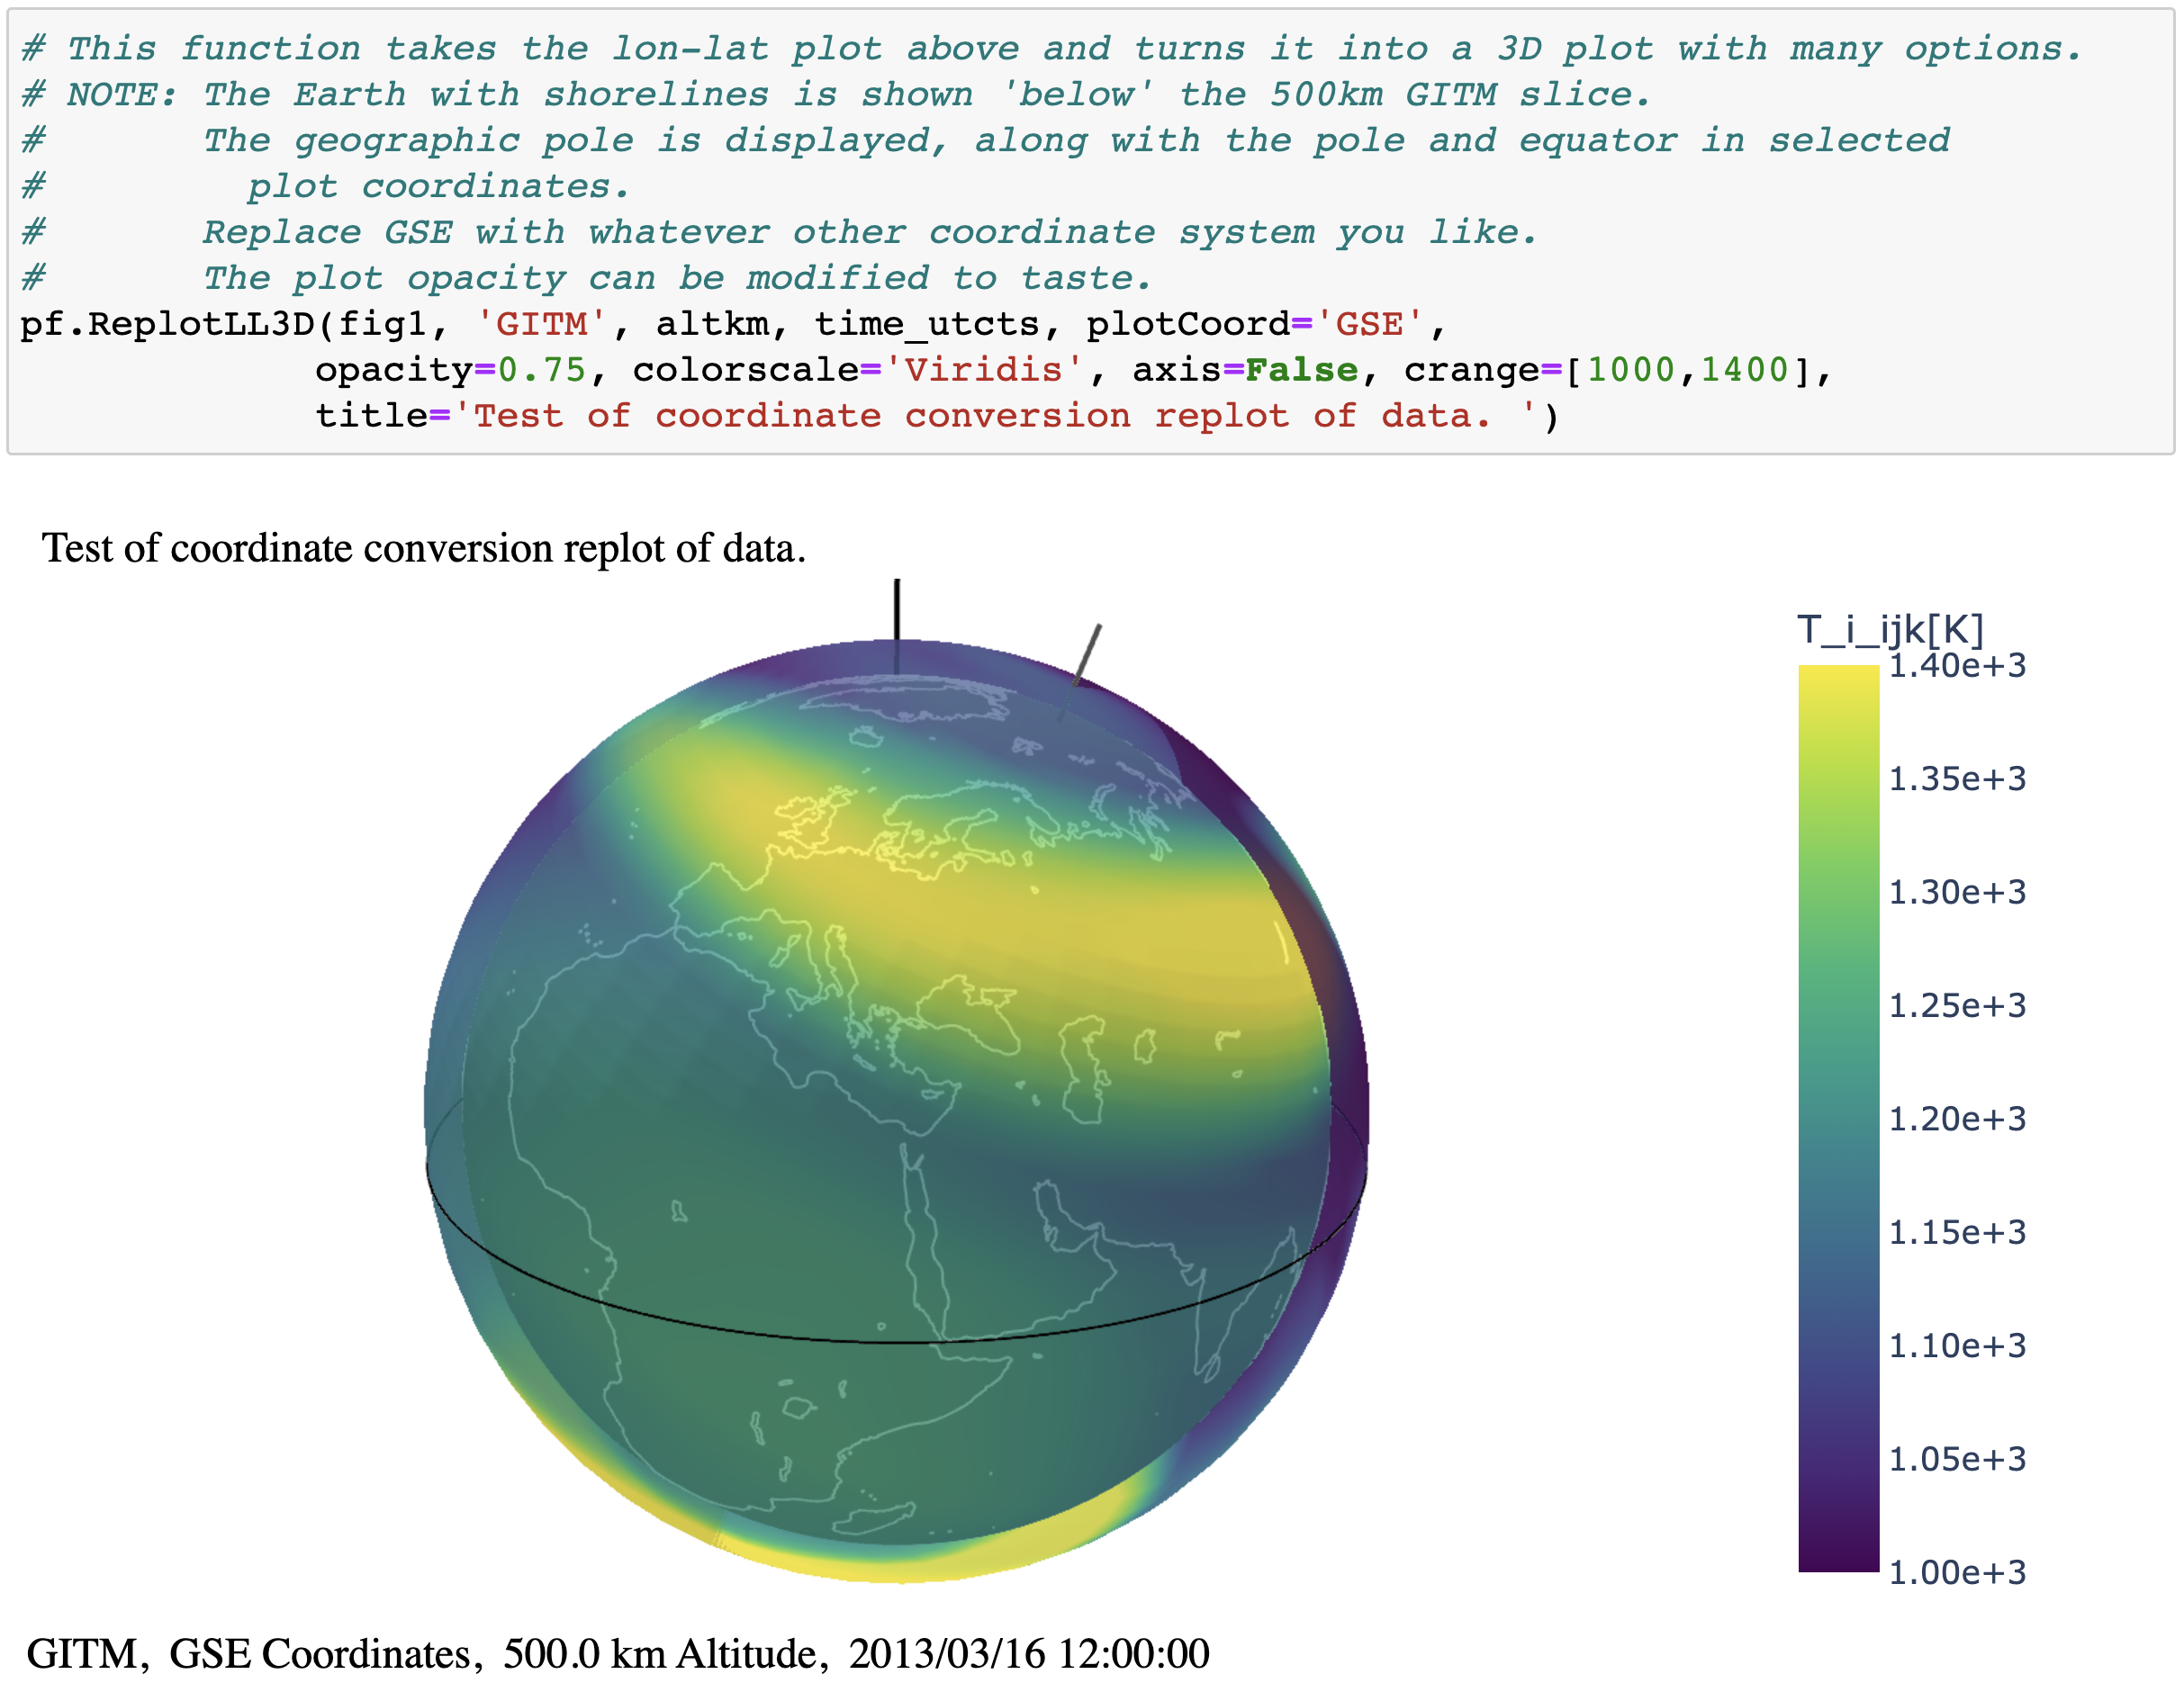 # This function takes the lon-lat plot above and turns it into a 3D plot with many options.
# NOTE: The Earth with shorelines is shown 'below' the 500km GITM slice.
#       The geographic pole is displayed, along with the pole and equator in selected
#         plot coordinates.
#       Replace GSE with whatever other coordinate system you like.
#       The plot opacity can be modified to taste.
pf.ReplotLL3D(fig1, 'GITM', altkm, time_utcts, plotCoord='GSE',
             opacity=0.75, colorscale='Viridis', axis=False, crange=[1000,1400],
             title='Test of coordinate conversion replot of data. ')
Test of coordinate conversion replot of data.
T_i_ijk[K]
1.40e+3
1.35e+3
1.30e+3
1.25e+3
1.20e+3
1.15e+3
1.10e+3
1.05e+3
1.00e+3
GITM,  GSE Coordinates,  500.0 km Altitude,  2013/03/16 12:00:00